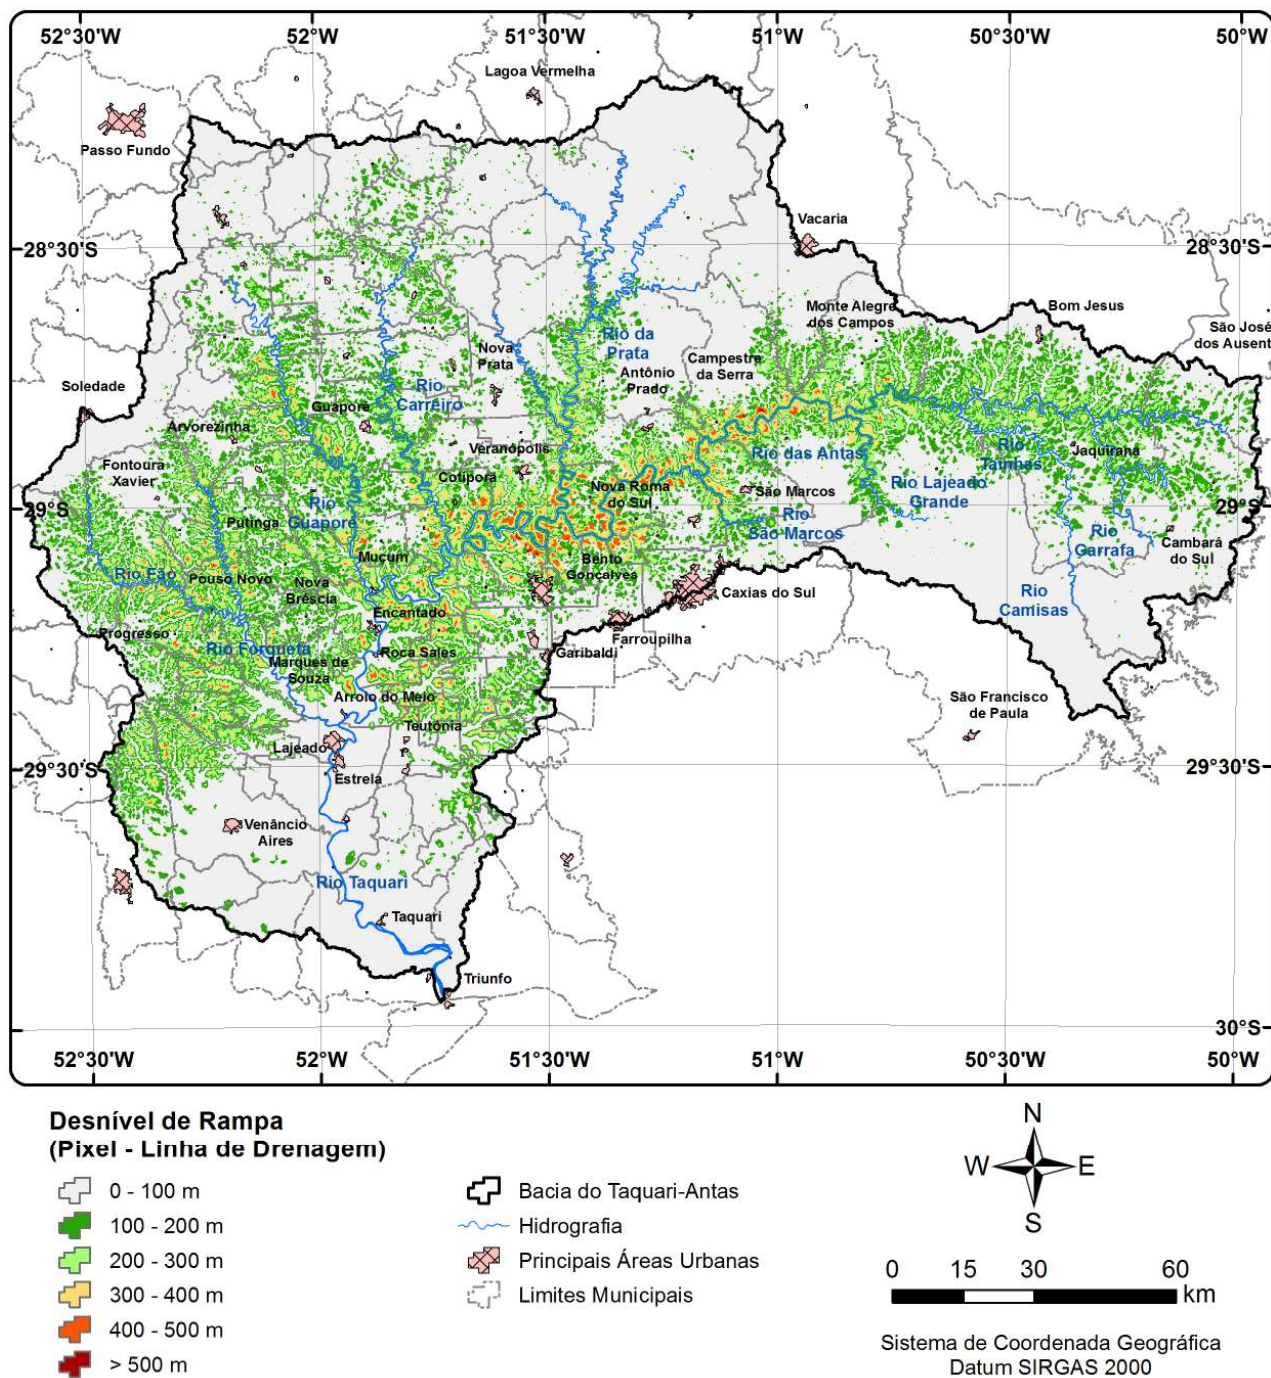 52°30'W 52°W 51°30'W 51°W 50°30'W 50°W
Lagoa Vermelha
Passo Fundo
Vacaria
28°30'S 28°30'S
Monte Alegre
dos Campos
Bom Jesus
São José
dos Ausent
Rio da
Prata
Nova
Prata
Campestre
da Serra
Antônio
Prado
Soledade
Rio
Carreiro
Guaporé
Arvorezinha
Veranópolis
Rio das Antas
Rio
Tainhas
Jaquirana
Fontoura
Xavier
Cotiporã
Nova Roma
do Sul
São Marcos
Rio Lajeado
Grande
29°S 29°S
Rio
Guaporé
Putinga
Rio
São Marcos
Rio
Garrafa
Cambará
do Sul
Muçum
Bento
Gonçalves
Rio Fão
Pouso Novo
Nova
Bréscia
Caxias do Sul
Rio
Camisas
Encantado
Progresso
Farroupilha
Rio Forqueta
Roca Sales
Garibaldi
Marques de
Souza
Arroio do Meio
São Francisco
de Paula
Teutônia
Lajeado
29°30'S 29°30'S
Estrela
Venâncio
Aires
Rio Taquari
Taquari
Triunfo
30°S
52°30'W 52°W 51°30'W 51°W 50°30'W 50°W
Desnível de Rampa
(Pixel - Linha de Drenagem)
0 - 100 m
100 - 200 m
200 - 300 m
300 - 400 m
400 - 500 m
> 500 m
Bacia do Taquari-Antas
Hidrografia
Principais Áreas Urbanas
Limites Municipais
N
W E
S
0 15 30 60
km
Sistema de Coordenada Geográfica
Datum SIRGAS 2000